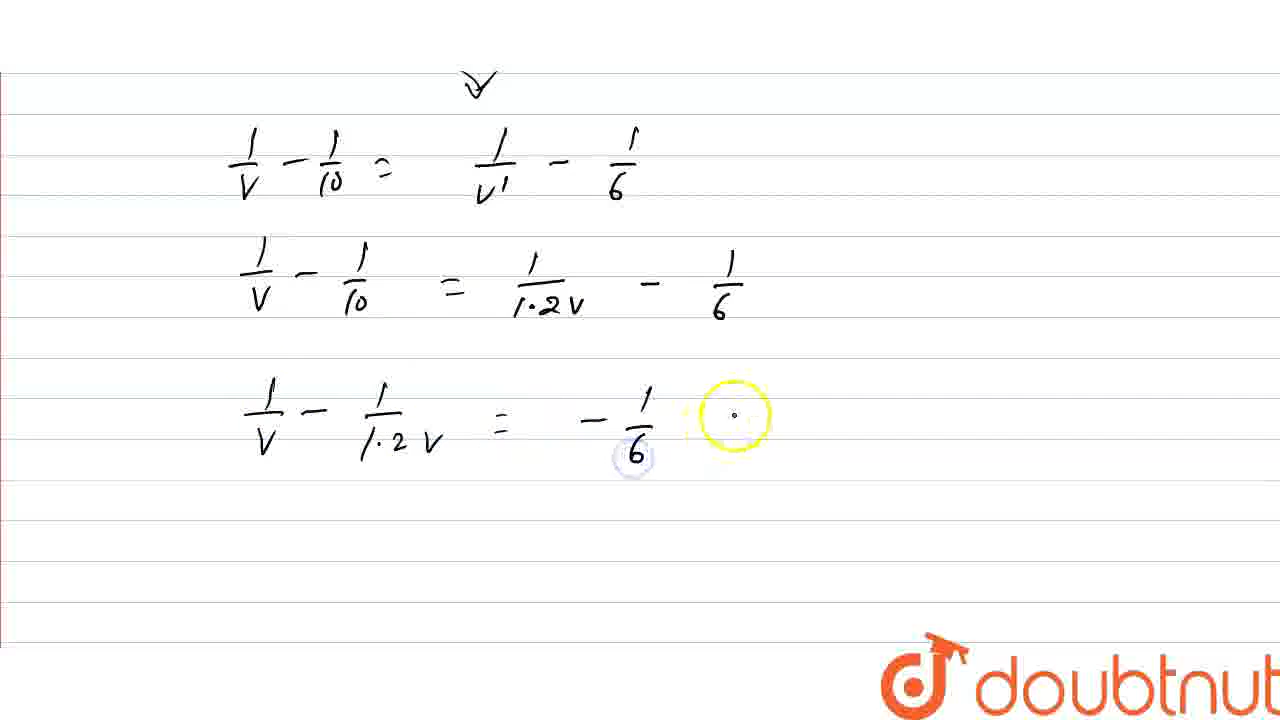 1/v - 1/10 = 1/v' - 1/6
1/v - 1/10 = 1/1.2v - 1/6
1/v - 1/1.2v = - 1/6
doubtnut